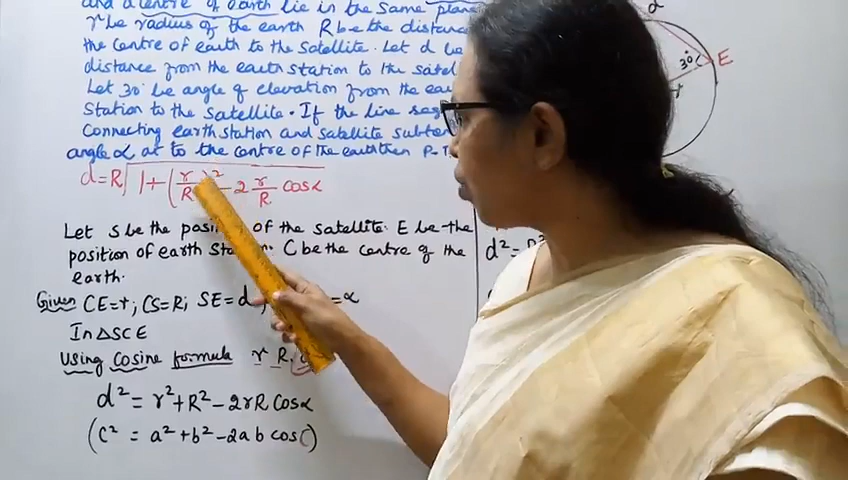 and a centre of earth lie in the same plane
r be radius of the earth R be the distance
the centre of earth to the satellite. Let d be
distance from the earth station to the satel
Let 30° be angle of elevation from the ear
Station to the satellite. If the line seg
Connecting earth station and satellite subten
angle α at to the centre of the earth then P.T
d=R√1+(r/R)²-2 r/R cosα
Let S be the position of the satellite. E be the
position of earth Station. C be the centre of the
earth.
Given CE=r; CS=R; SE=d, =α
In ΔSCE
Using Cosine formula r R.
d² = r²+R²-2rR Cosα
(c² = a²+b²-2ab cosC)
d
30°
E
r
d²=